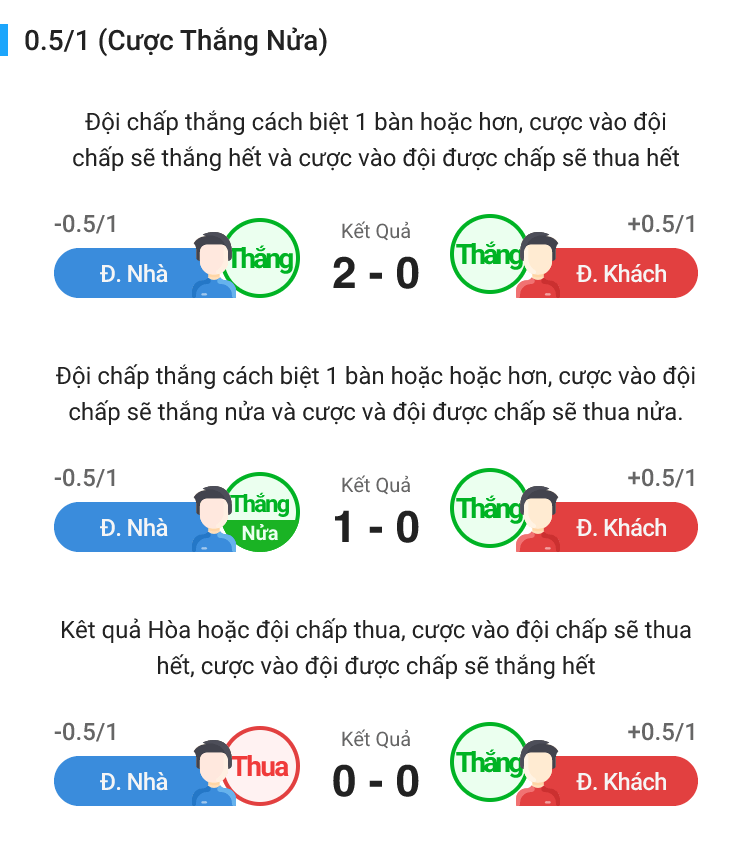 0.5/1 (Cược Thắng Nửa)
Đội chấp thắng cách biệt 1 bàn hoặc hơn, cược vào đội
chấp sẽ thắng hết và cược vào đội được chấp sẽ thua hết
-0.5/1
Đ. Nhà
Thắng
Kết Quả
2 - 0
Thắng
+0.5/1
Đ. Khách
Đội chấp thắng cách biệt 1 bàn hoặc hoặc hơn, cược vào đội
chấp sẽ thắng nửa và cược và đội được chấp sẽ thua nửa.
-0.5/1
Đ. Nhà
Thắng
Nửa
Kết Quả
1 - 0
Thắng
+0.5/1
Đ. Khách
Kêt quả Hòa hoặc đội chấp thua, cược vào đội chấp sẽ thua
hết, cược vào đội được chấp sẽ thắng hết
-0.5/1
Đ. Nhà
Thua
Kết Quả
0 - 0
Thắng
+0.5/1
Đ. Khách